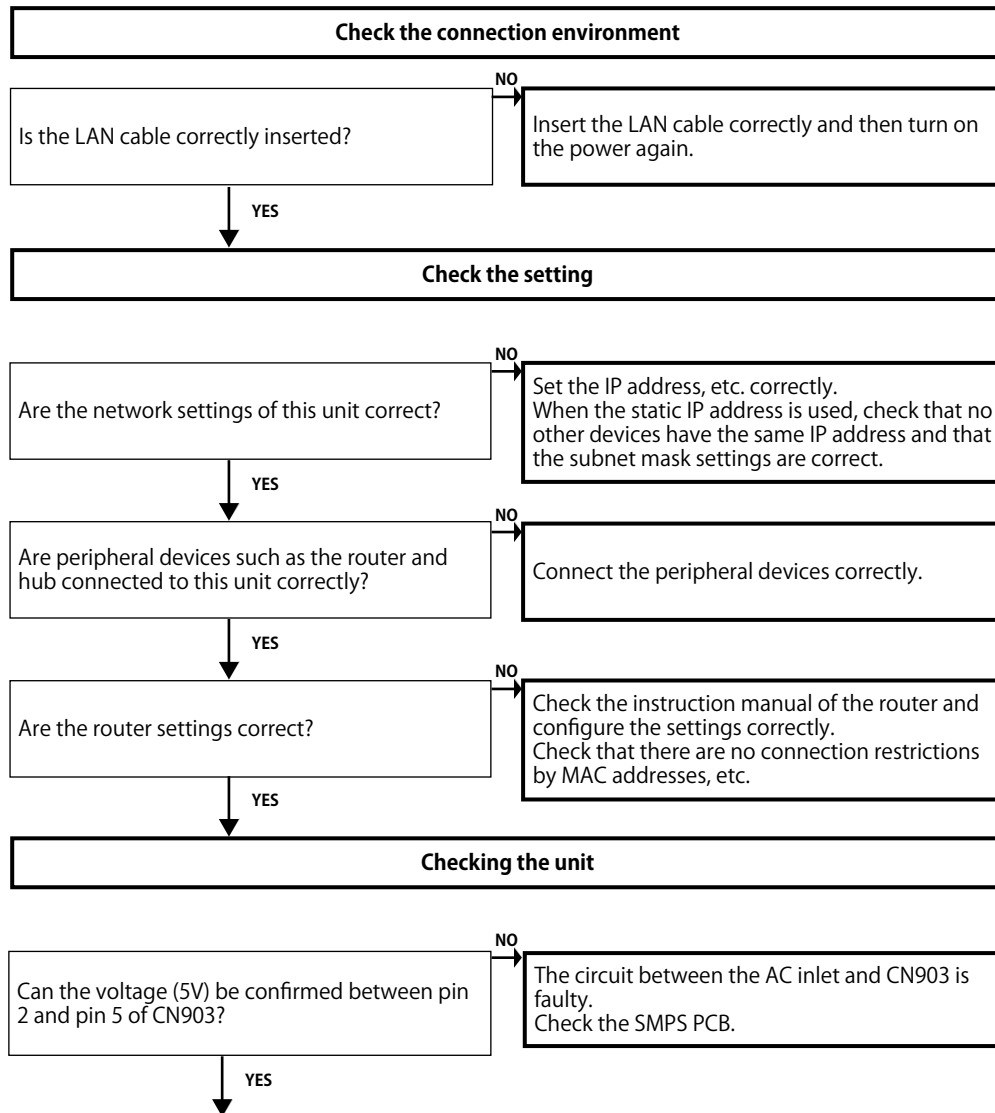 Check the connection environment
NO
Is the LAN cable correctly inserted?
Insert the LAN cable correctly and then turn on
the power again.
YES
Check the setting
NO
Are the network settings of this unit correct?
Set the IP address, etc. correctly.
When the static IP address is used, check that no
other devices have the same IP address and that
the subnet mask settings are correct.
YES
NO
Are peripheral devices such as the router and
hub connected to this unit correctly?
Connect the peripheral devices correctly.
YES
NO
Are the router settings correct?
Check the instruction manual of the router and
configure the settings correctly.
Check that there are no connection restrictions
by MAC addresses, etc.
YES
Checking the unit
NO
Can the voltage (5V) be confirmed between pin
2 and pin 5 of CN903?
The circuit between the AC inlet and CN903 is
faulty.
Check the SMPS PCB.
YES